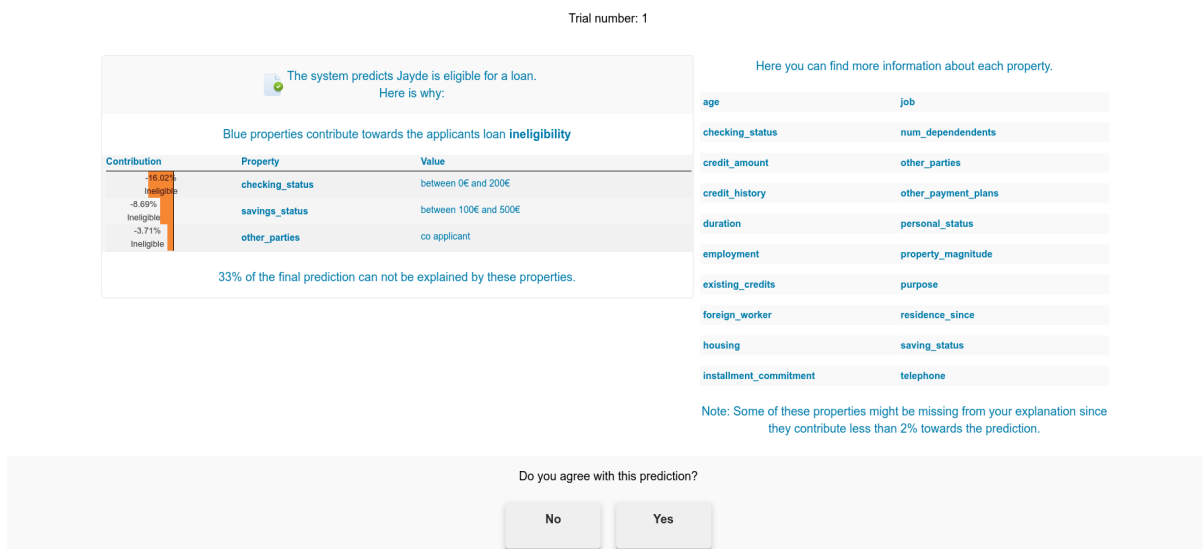 Trial number: 1
The system predicts Jayde is eligible for a loan.
Here is why:
Blue properties contribute towards the applicants loan ineligibility
Contribution Property Value
-16.02% Ineligible checking_status between 0€ and 200€
-8.69% Ineligible savings_status between 100€ and 500€
-3.71% Ineligible other_parties co applicant
33% of the final prediction can not be explained by these properties.
Here you can find more information about each property.
age job
checking_status num_dependendents
credit_amount other_parties
credit_history other_payment_plans
duration personal_status
employment property_magnitude
existing_credits purpose
foreign_worker residence_since
housing saving_status
installment_commitment telephone
Note: Some of these properties might be missing from your explanation since
they contribute less than 2% towards the prediction.
Do you agree with this prediction?
No Yes